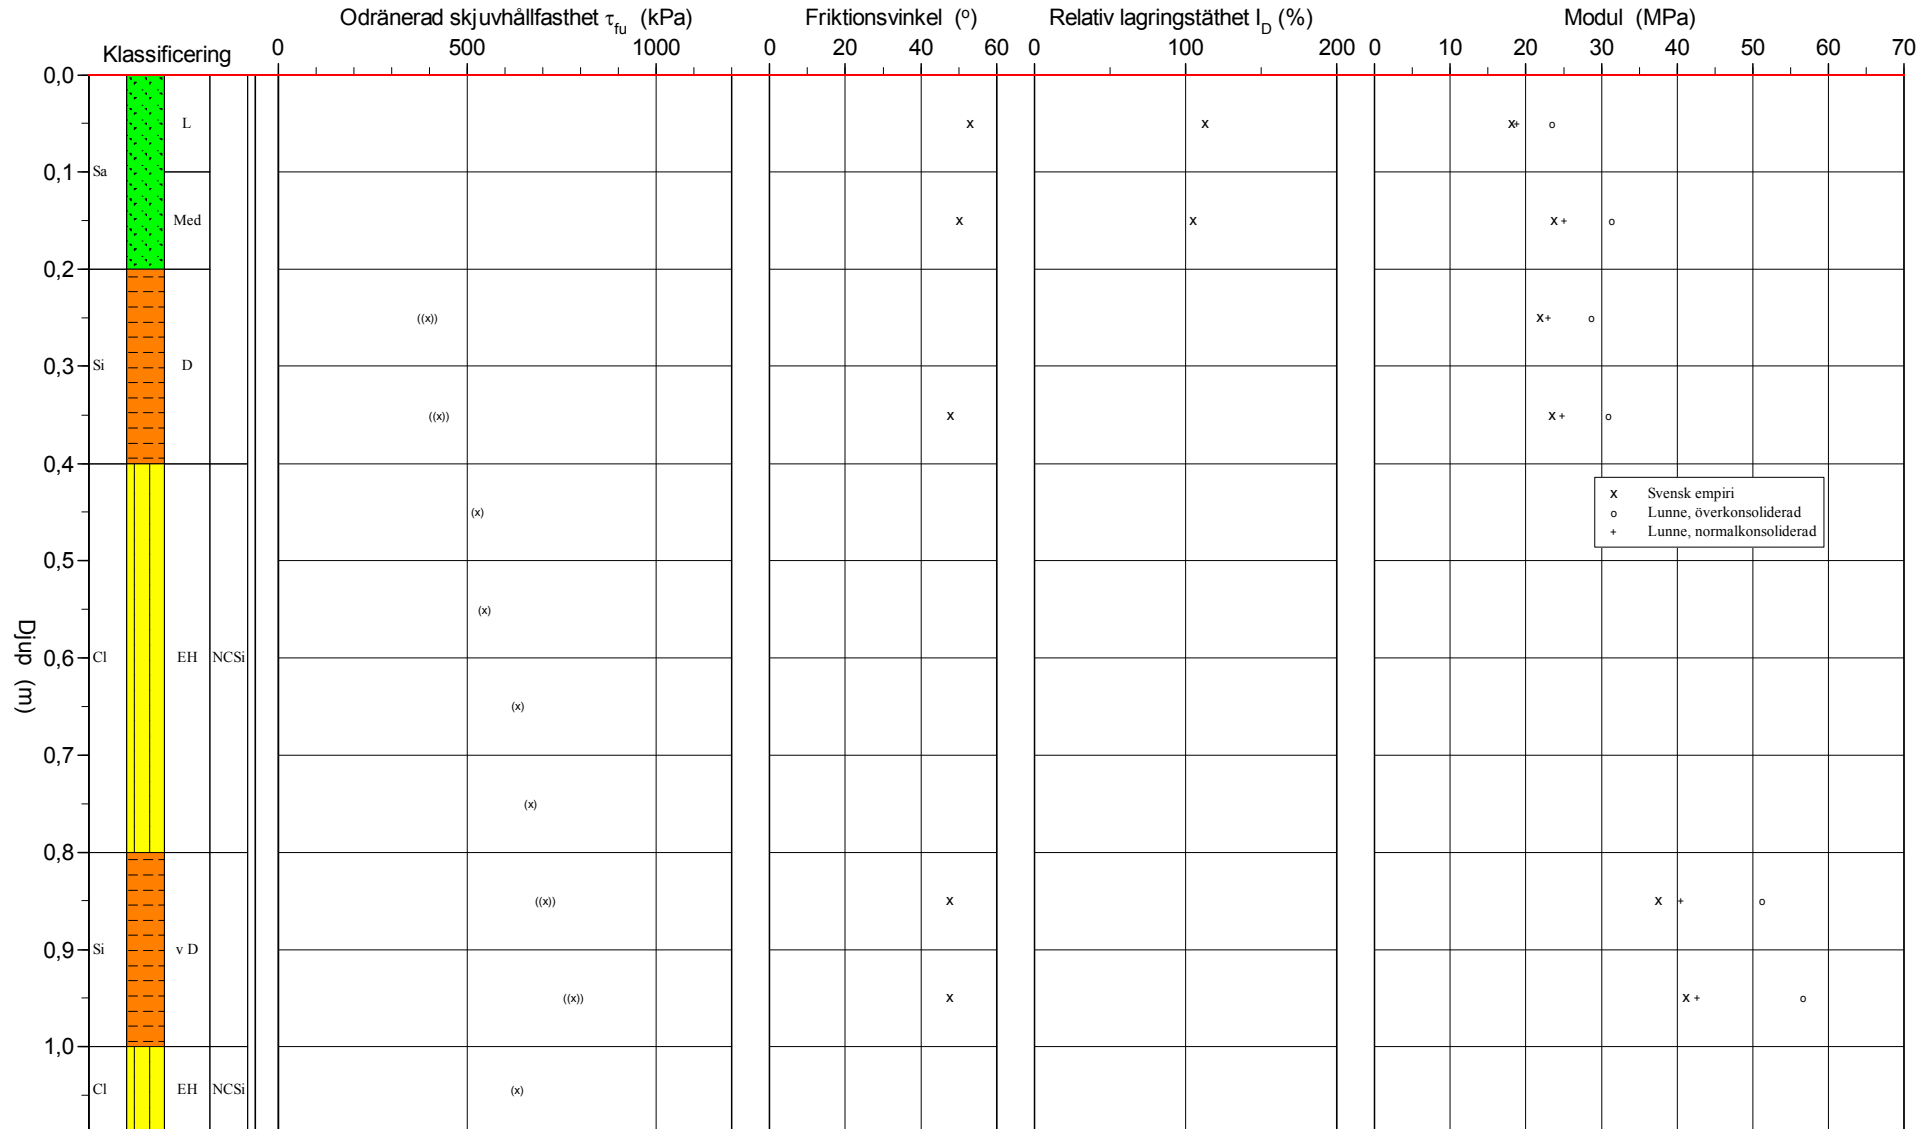 Odränerad skjuvhållfasthet τfu (kPa) Friktionsvinkel (o) Relativ lagringstäthet ID (%) Modul (MPa)
Klassificering
0 500 1000 0 20 40 60 0 100 200 0 10 20 30 40 50 60 70
0,0
L x x x + o
0,1 Sa
Med x x x + o
0,2
((x)) x + o
0,3 Si D
((x)) x x + o
0,4
x Svensk empiri
o Lunne, överkonsoliderad
+ Lunne, normalkonsoliderad
(x)
0,5
(x)
0,6 Cl EH NCSi
Djup (m)
(x)
0,7
(x)
0,8
((x)) x x + o
0,9 Si v D
((x)) x x + o
1,0
Cl EH NCSi (x)